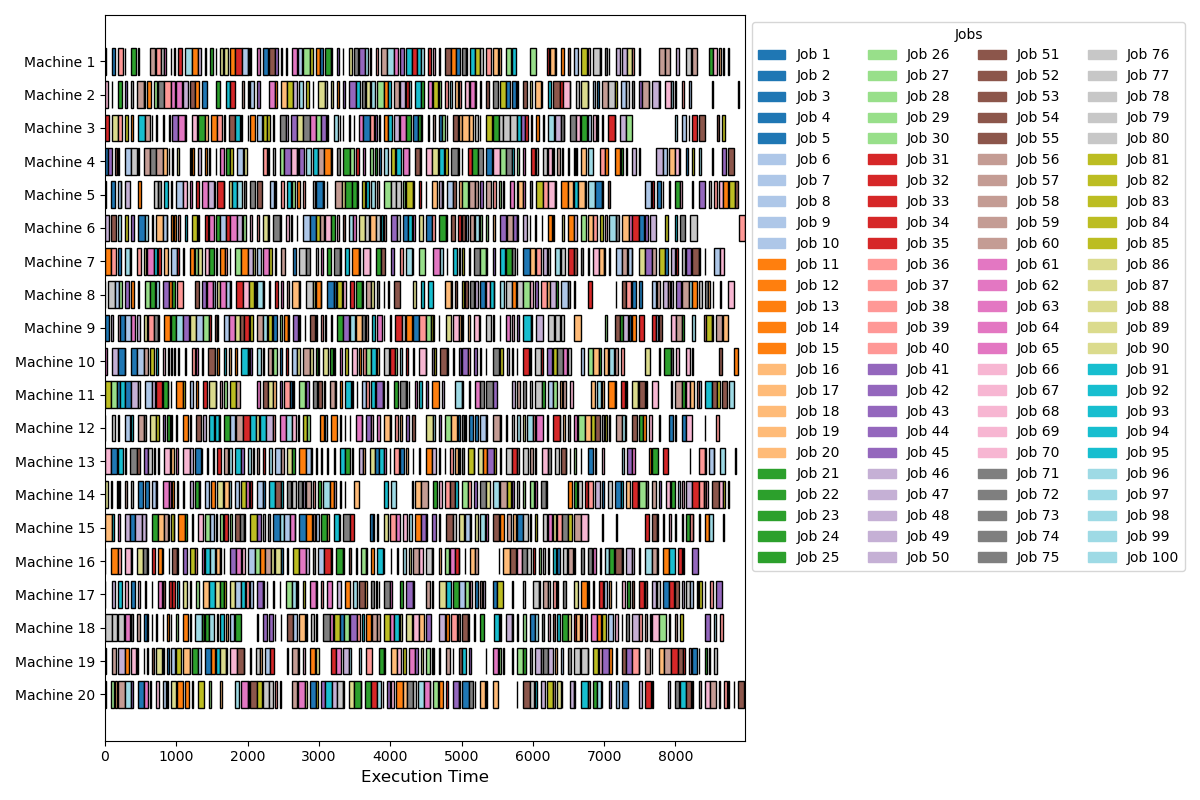 Machine 1
Machine 2
Machine 3
Machine 4
Machine 5
Machine 6
Machine 7
Machine 8
Machine 9
Machine 10
Machine 11
Machine 12
Machine 13
Machine 14
Machine 15
Machine 16
Machine 17
Machine 18
Machine 19
Machine 20
0 1000 2000 3000 4000 5000 6000 7000 8000
Execution Time
Jobs
Job 1 Job 26 Job 51 Job 76
Job 2 Job 27 Job 52 Job 77
Job 3 Job 28 Job 53 Job 78
Job 4 Job 29 Job 54 Job 79
Job 5 Job 30 Job 55 Job 80
Job 6 Job 31 Job 56 Job 81
Job 7 Job 32 Job 57 Job 82
Job 8 Job 33 Job 58 Job 83
Job 9 Job 34 Job 59 Job 84
Job 10 Job 35 Job 60 Job 85
Job 11 Job 36 Job 61 Job 86
Job 12 Job 37 Job 62 Job 87
Job 13 Job 38 Job 63 Job 88
Job 14 Job 39 Job 64 Job 89
Job 15 Job 40 Job 65 Job 90
Job 16 Job 41 Job 66 Job 91
Job 17 Job 42 Job 67 Job 92
Job 18 Job 43 Job 68 Job 93
Job 19 Job 44 Job 69 Job 94
Job 20 Job 45 Job 70 Job 95
Job 21 Job 46 Job 71 Job 96
Job 22 Job 47 Job 72 Job 97
Job 23 Job 48 Job 73 Job 98
Job 24 Job 49 Job 74 Job 99
Job 25 Job 50 Job 75 Job 100